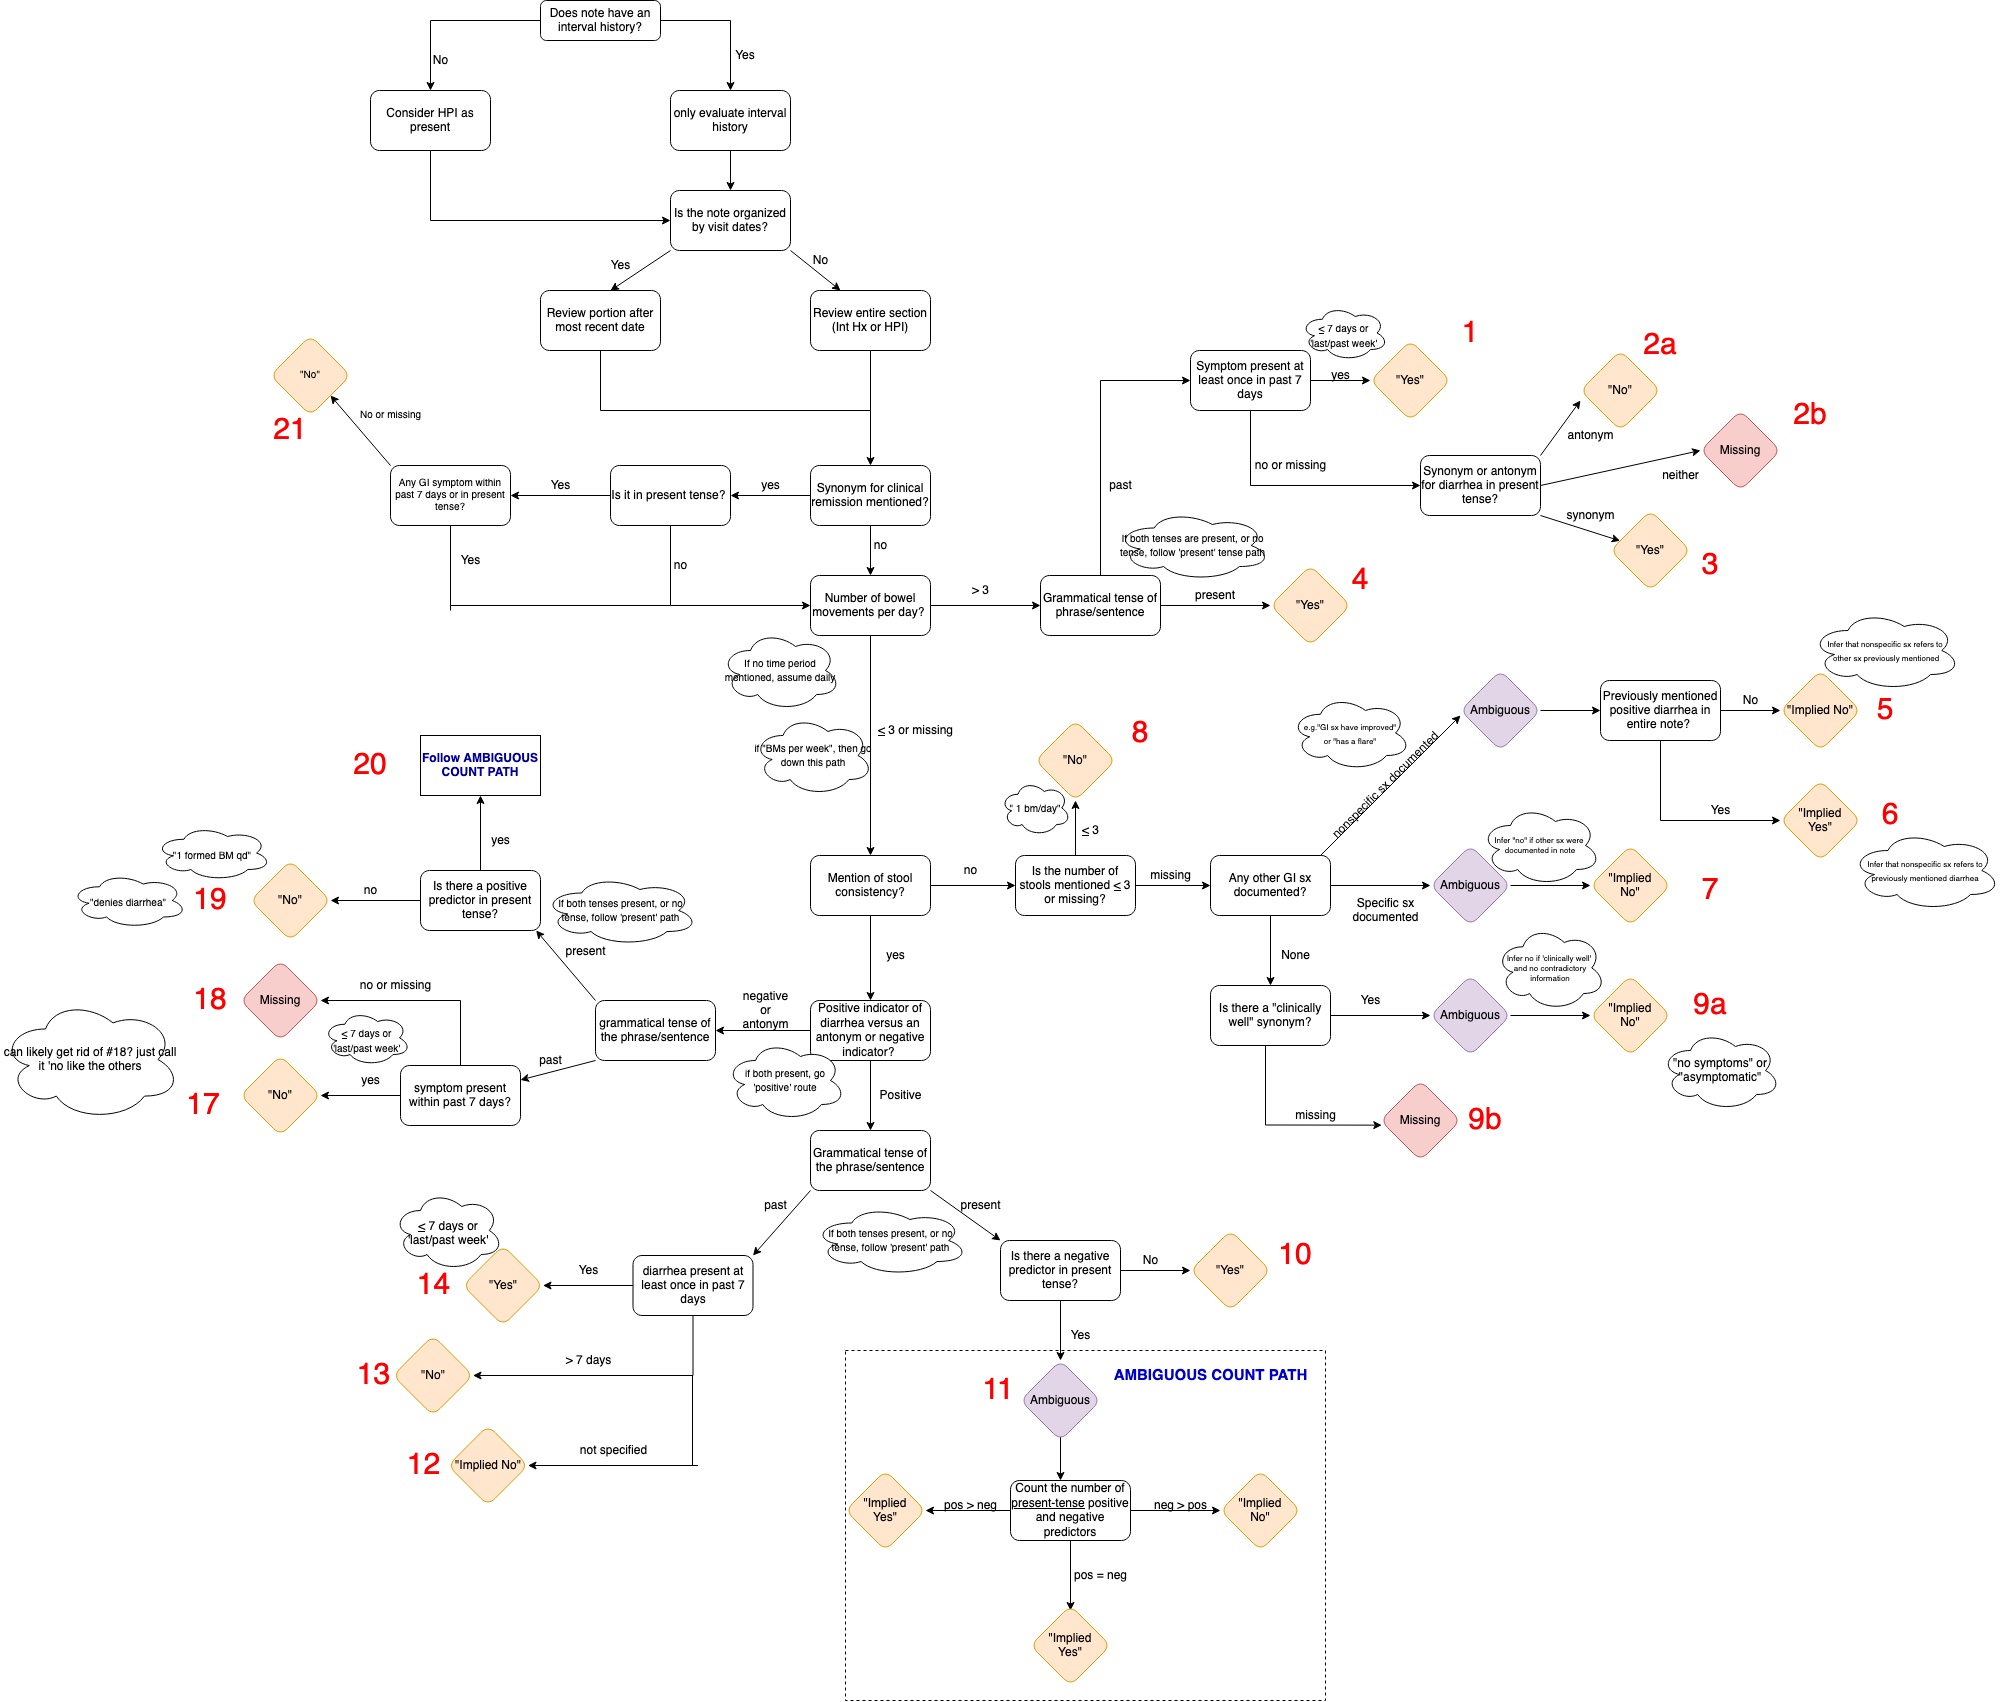 Does note have an
interval history?
No
Yes
Consider HPI as
present
only evaluate interval
history
Is the note organized
by visit dates?
Yes
No
Review portion after
most recent date
Review entire section
(Int Hx or HPI)
"No"
21
No or missing
Any GI symptom within
past 7 days or in present
tense?
Yes
Is it in present tense?
yes
Synonym for clinical
remission mentioned?
Yes
no
no
Number of bowel
movements per day?
> 3
Grammatical tense of
phrase/sentence
present
"Yes"
4
If both tenses are present, or no
tense, follow 'present' tense path
past
Symptom present at
least once in past 7
days
≤ 7 days or
'last/past week'
yes
"Yes"
1
no or missing
Synonym or antonym
for diarrhea in present
tense?
antonym
"No"
2a
neither
Missing
2b
synonym
"Yes"
3
If no time period
mentioned, assume daily
if "BMs per week", then go
down this path
≤ 3 or missing
Mention of stool
consistency?
no
Is the number of
stools mentioned ≤ 3
or missing?
≤ 3
" 1 bm/day"
"No"
8
missing
Any other GI sx
documented?
nonspecific sx documented
e.g."GI sx have improved"
or "has a flare"
Ambiguous
Previously mentioned
positive diarrhea in
entire note?
No
"Implied No"
5
Infer that nonspecific sx refers to
other sx previously mentioned
Yes
"Implied
Yes"
6
Infer that nonspecific sx refers to
previously mentioned diarrhea
Specific sx
documented
Ambiguous
Infer "no" if other sx were
documented in note
"Implied
No"
7
None
Is there a "clinically
well" synonym?
Yes
Ambiguous
Infer no if 'clinically well'
and no contradictory
information
"Implied
No"
9a
"no symptoms" or
"asymptomatic"
missing
Missing
9b
yes
Positive indicator of
diarrhea versus an
antonym or negative
indicator?
if both present, go
'positive' route
negative
or
antonym
grammatical tense of
the phrase/sentence
present
If both tenses present, or no
tense, follow 'present' path
Is there a positive
predictor in present
tense?
yes
Follow AMBIGUOUS
COUNT PATH
20
no
"No"
19
"1 formed BM qd"
"denies diarrhea"
past
symptom present
within past 7 days?
no or missing
Missing
18
≤ 7 days or
'last/past week'
yes
"No"
17
can likely get rid of #18? just call
it 'no like the others
Positive
Grammatical tense of
the phrase/sentence
past
present
If both tenses present, or no
tense, follow 'present' path
diarrhea present at
least once in past 7
days
Yes
≤ 7 days or
'last/past week'
"Yes"
14
> 7 days
"No"
13
not specified
"Implied No"
12
Is there a negative
predictor in present
tense?
No
"Yes"
10
Yes
AMBIGUOUS COUNT PATH
11
Ambiguous
Count the number of
present-tense positive
and negative
predictors
pos > neg
"Implied
Yes"
neg > pos
"Implied
No"
pos = neg
"Implied
Yes"